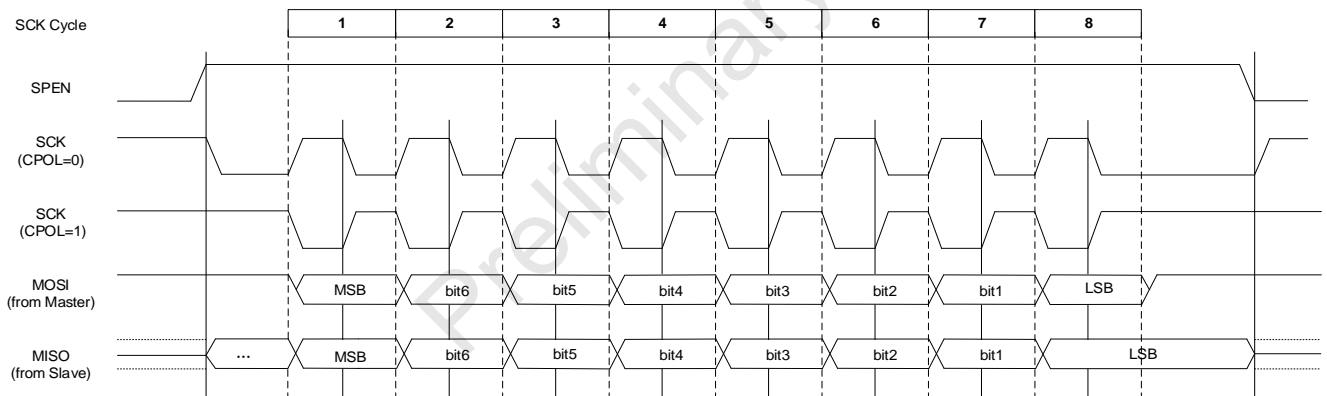 SCK Cycle 1 2 3 4 5 6 7 8
SPEN
SCK
(CPOL=0)
SCK
(CPOL=1)
MOSI
(from Master)
MSB bit6 bit5 bit4 bit3 bit2 bit1 LSB
MISO
(from Slave)
... MSB bit6 bit5 bit4 bit3 bit2 bit1 LSB
Preliminary